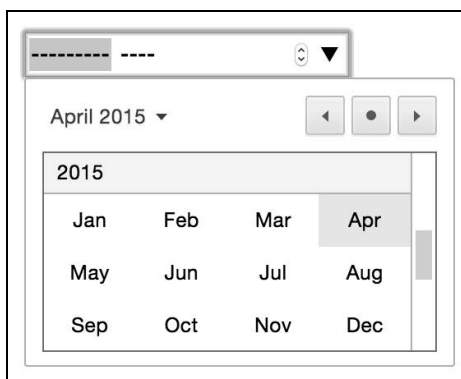 --------- ----
April 2015
2015
Jan Feb Mar Apr
May Jun Jul Aug
Sep Oct Nov Dec